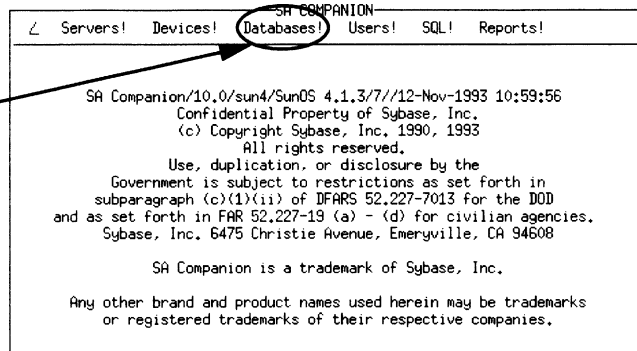 SA COMPANION
∠ Servers! Devices! Databases! Users! SQL! Reports!
SA Companion/10.0/sun4/SunOS 4.1.3/7//12-Nov-1993 10:59:56
Confidential Property of Sybase, Inc.
(c) Copyright Sybase, Inc. 1990, 1993
All rights reserved.
Use, duplication, or disclosure by the
Government is subject to restrictions as set forth in
subparagraph (c)(1)(ii) of DFARS 52.227-7013 for the DOD
and as set forth in FAR 52.227-19 (a) - (d) for civilian agencies.
Sybase, Inc. 6475 Christie Avenue, Emeryville, CA 94608
SA Companion is a trademark of Sybase, Inc.
Any other brand and product names used herein may be trademarks
or registered trademarks of their respective companies.